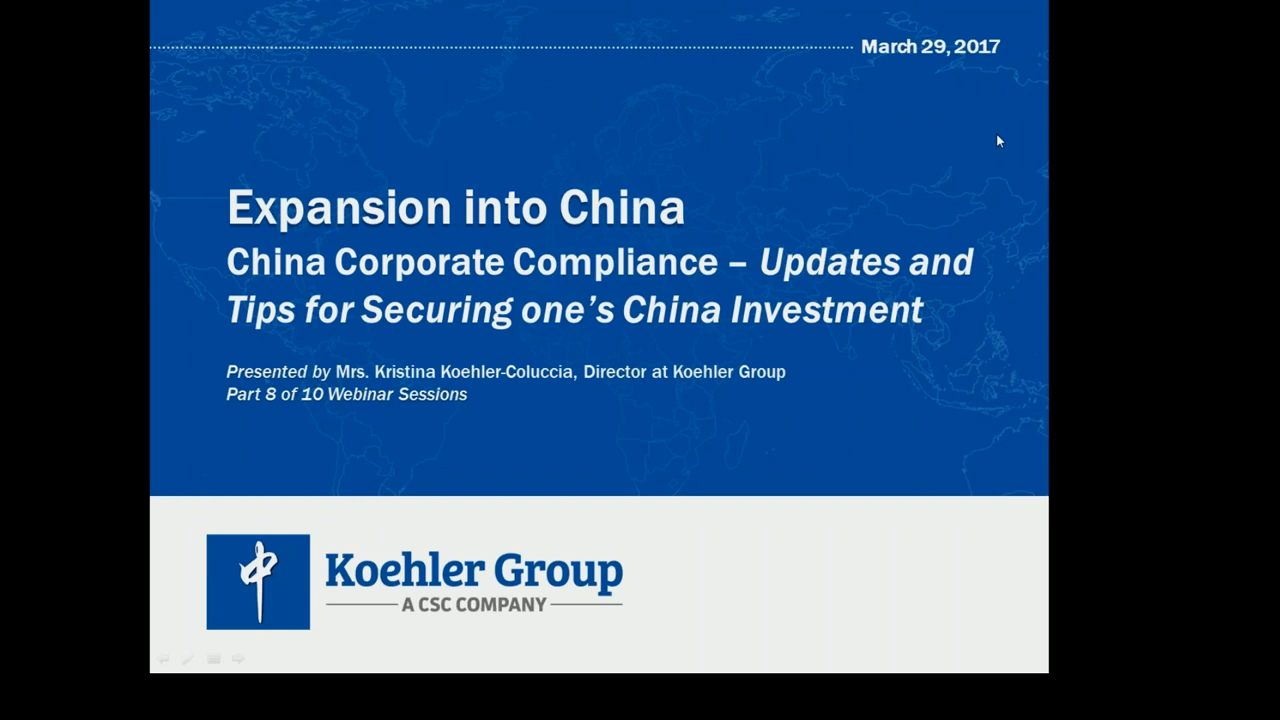 March 29, 2017
Expansion into China
China Corporate Compliance – Updates and
Tips for Securing one’s China Investment
Presented by Mrs. Kristina Koehler-Coluccia, Director at Koehler Group
Part 8 of 10 Webinar Sessions
中
Koehler Group
A CSC COMPANY